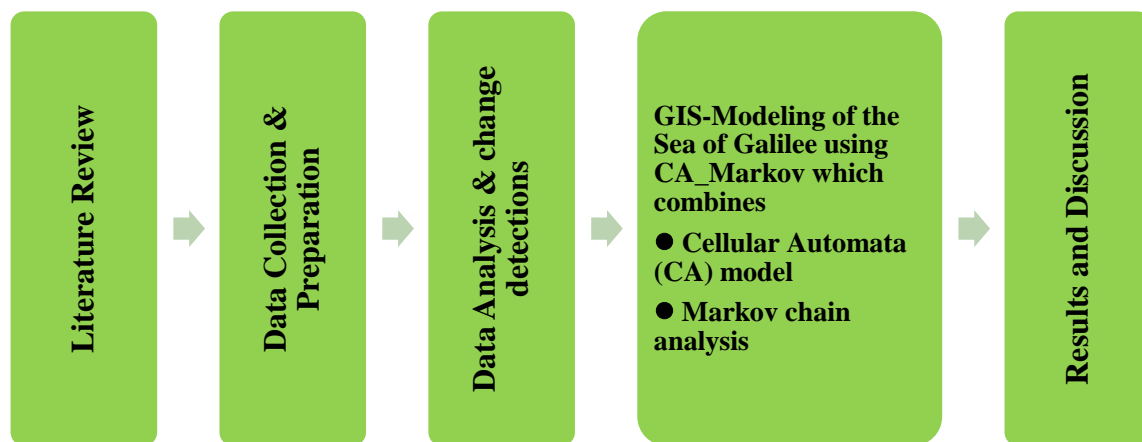 Literature Review
Data Collection &
Preparation
Data Analysis & change
detections
GIS-Modeling of the
Sea of Galilee using
CA_Markov which
combines
● Cellular Automata
(CA) model
● Markov chain
analysis
Results and Discussion